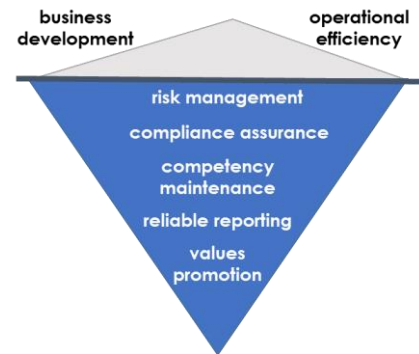 business
development
operational
efficiency
risk management
compliance assurance
competency
maintenance
reliable reporting
values
promotion